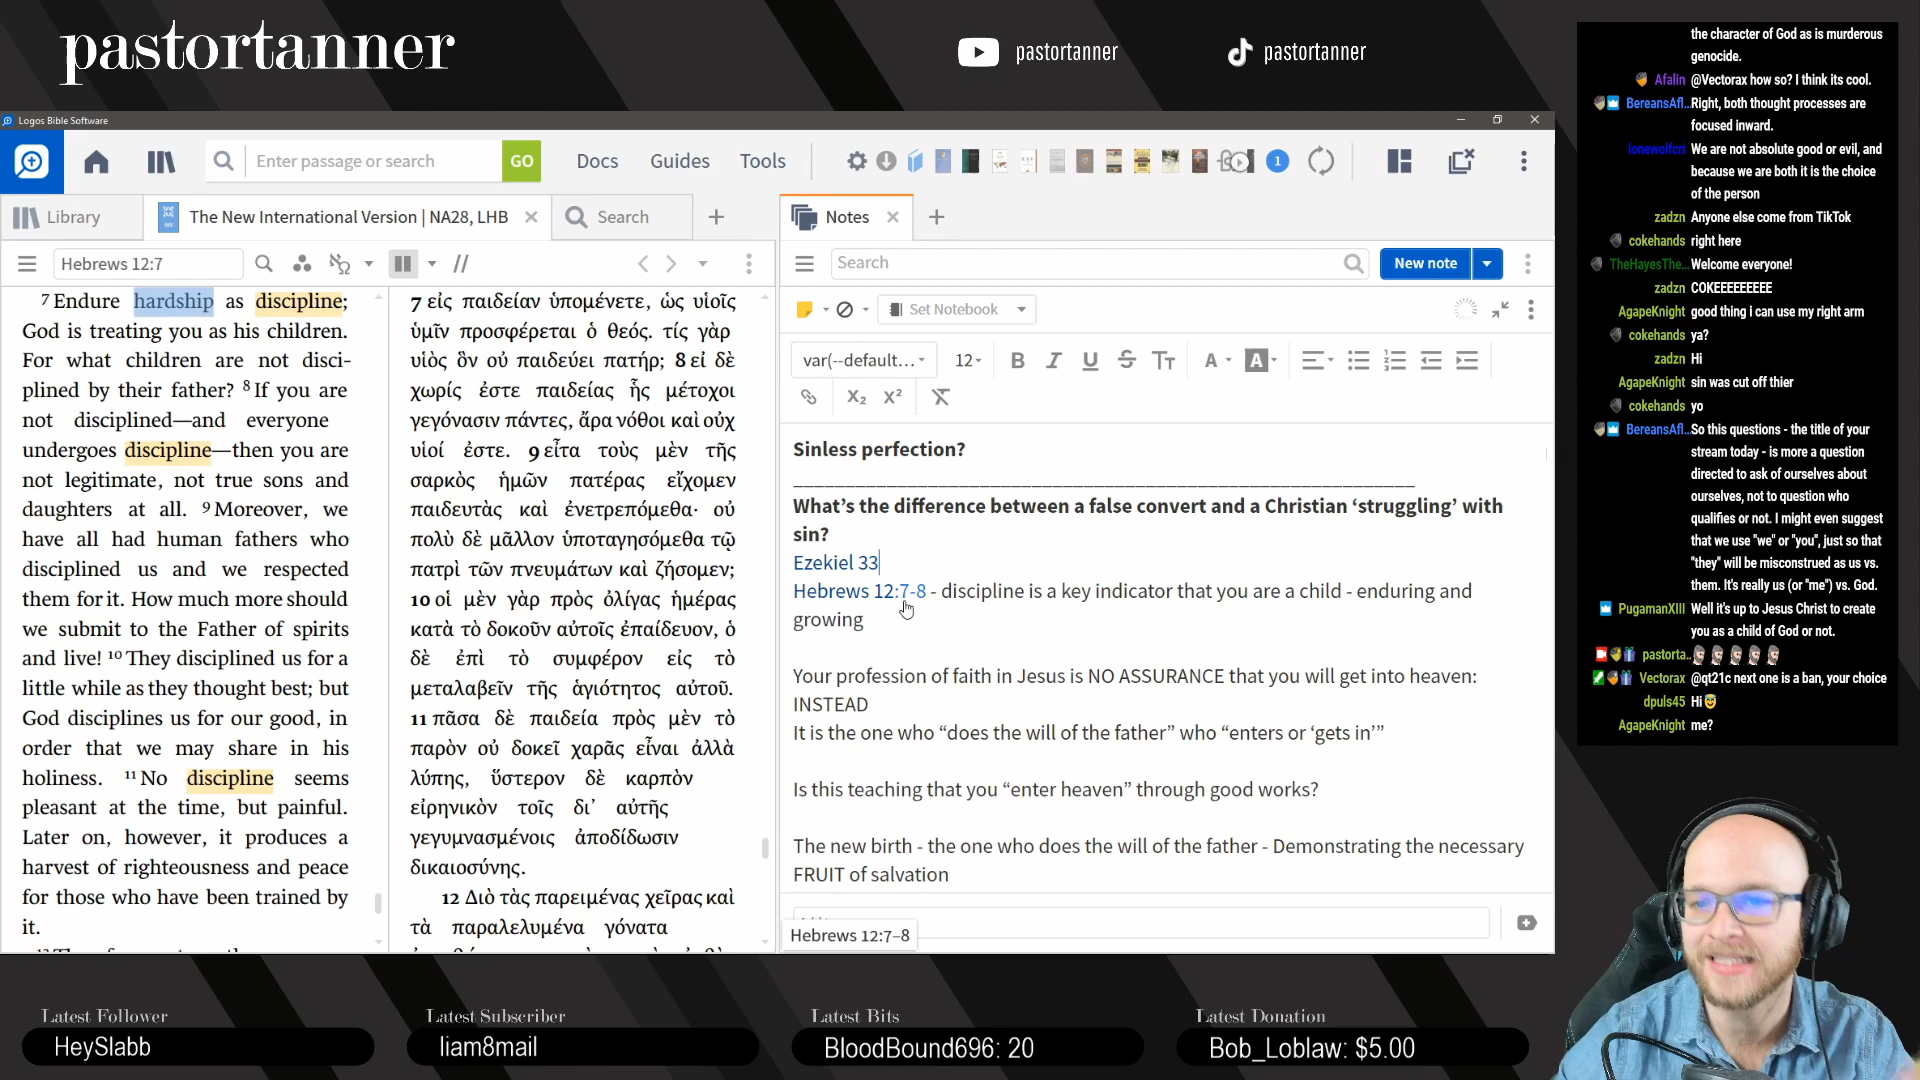 pastortanner
pastortanner
pastortanner
Logos Bible Software
Enter passage or search
GO
Docs
Guides
Tools
1
Library
The New International Version | NA28, LHB
Search
Hebrews 12:7
7 Endure hardship as discipline;
God is treating you as his children.
For what children are not disci-
plined by their father? 8 If you are
not disciplined—and everyone
undergoes discipline—then you are
not legitimate, not true sons and
daughters at all. 9 Moreover, we
have all had human fathers who
disciplined us and we respected
them for it. How much more should
we submit to the Father of spirits
and live! 10 They disciplined us for a
little while as they thought best; but
God disciplines us for our good, in
order that we may share in his
holiness. 11 No discipline seems
pleasant at the time, but painful.
Later on, however, it produces a
harvest of righteousness and peace
for those who have been trained by
it.
7 εἰς παιδείαν ὑπομένετε, ὡς υἱοῖς
ὑμῖν προσφέρεται ὁ θεός. τίς γὰρ
υἱὸς ὃν οὐ παιδεύει πατήρ; 8 εἰ δὲ
χωρίς ἐστε παιδείας ἧς μέτοχοι
γεγόνασιν πάντες, ἄρα νόθοι καὶ οὐχ
υἱοί ἐστε. 9 εἶτα τοὺς μὲν τῆς
σαρκὸς ἡμῶν πατέρας εἴχομεν
παιδευτὰς καὶ ἐνετρεπόμεθα· οὐ
πολὺ δὲ μᾶλλον ὑποταγησόμεθα τῷ
πατρὶ τῶν πνευμάτων καὶ ζήσομεν;
10 οἱ μὲν γὰρ πρὸς ὀλίγας ἡμέρας
κατὰ τὸ δοκοῦν αὐτοῖς ἐπαίδευον, ὁ
δὲ ἐπὶ τὸ συμφέρον εἰς τὸ
μεταλαβεῖν τῆς ἁγιότητος αὐτοῦ.
11 πᾶσα δὲ παιδεία πρὸς μὲν τὸ
παρὸν οὐ δοκεῖ χαρᾶς εἶναι ἀλλὰ
λύπης, ὕστερον δὲ καρπὸν
εἰρηνικὸν τοῖς δι᾽ αὐτῆς
γεγυμνασμένοις ἀποδίδωσιν
δικαιοσύνης.
12 Διὸ τὰς παρειμένας χεῖρας καὶ
τὰ παραλελυμένα γόνατα
Notes
Search
New note
Set Notebook
var(--default...
12
Sinless perfection?
What's the difference between a false convert and a Christian ‘struggling’ with
sin?
Ezekiel 33
Hebrews 12:7-8 - discipline is a key indicator that you are a child - enduring and
growing
Your profession of faith in Jesus is NO ASSURANCE that you will get into heaven:
INSTEAD
It is the one who “does the will of the father” who “enters or ‘gets in’”
Is this teaching that you “enter heaven” through good works?
The new birth - the one who does the will of the father - Demonstrating the necessary
FRUIT of salvation
Hebrews 12:7–8
the character of God as is murderous
genocide.
Afalin @Vectorax how so? I think its cool.
BereansAfl...Right, both thought processes are
focused inward.
lonewolfcri We are not absolute good or evil, and
because we are both it is the choice
of the person
zadzn Anyone else come from TikTok
cokehands right here
TheHayesThe... Welcome everyone!
zadzn COKEEEEEEEEE
AgapeKnight good thing i can use my right arm
cokehands ya?
zadzn Hi
AgapeKnight sin was cut off thier
cokehands yo
BereansAfl...So this questions - the title of your
stream today - is more a question
directed to ask of ourselves about
ourselves, not to question who
qualifies or not. I might even suggest
that we use "we" or "you", just so that
"they" will be misconstrued as us vs.
them. It's really us (or "me") vs. God.
PugamanXIII Well it's up to Jesus Christ to create
you as a child of God or not.
pastorta..
Vectorax @qt21c next one is a ban, your choice
dpuls45 Hi
AgapeKnight me?
Latest Follower
HeySlabb
Latest Subscriber
liam8mail
Latest Bits
BloodBound696: 20
Latest Donation
Bob_Loblaw: $5.00